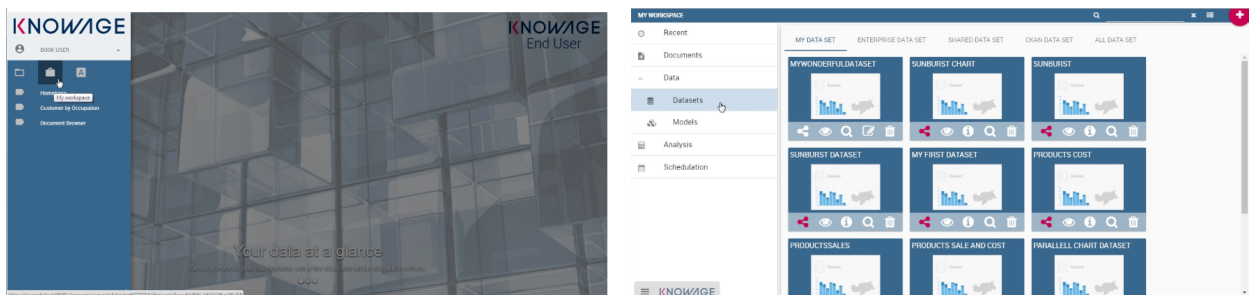 KNOWAGE
BOOK USER
My workspace
Customer by Occupation
Document Browser
KNOWAGE
End User
Your data at a glance
MY WORKSPACE
Recent
Documents
Data
Datasets
Models
Analysis
Schedulation
KNOWAGE
MY DATA SET
ENTERPRISE DATA SET
SHARED DATA SET
CKAN DATA SET
ALL DATA SET
MYWONDERFULDATASET
SUNBURST CHART
SUNBURST
SUNBURST DATASET
MY FIRST DATASET
PRODUCTS COST
PRODUCTSSALES
PRODUCTS SALE AND COST
PARALLELL CHART DATASET